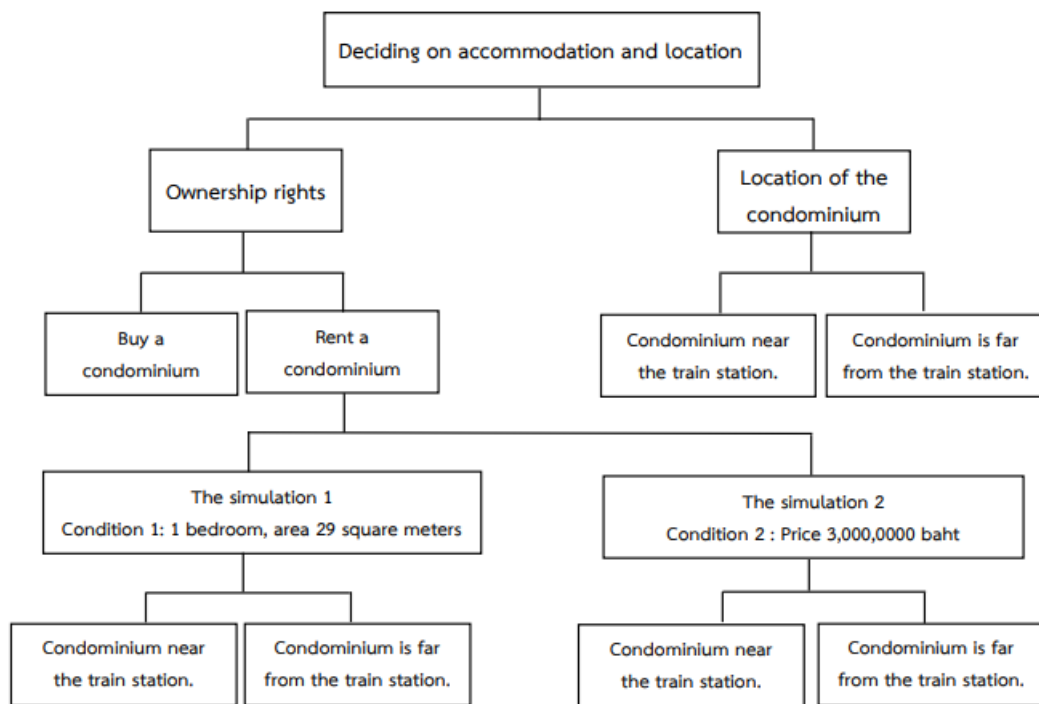 Deciding on accommodation and location
Ownership rights
Location of the
condominium
Buy a
condominium
Rent a
condominium
Condominium near
the train station.
Condominium is far
from the train station.
The simulation 1
Condition 1: 1 bedroom, area 29 square meters
The simulation 2
Condition 2 : Price 3,000,0000 baht
Condominium near
the train station.
Condominium is far
from the train station.
Condominium near
the train station.
Condominium is far
from the train station.